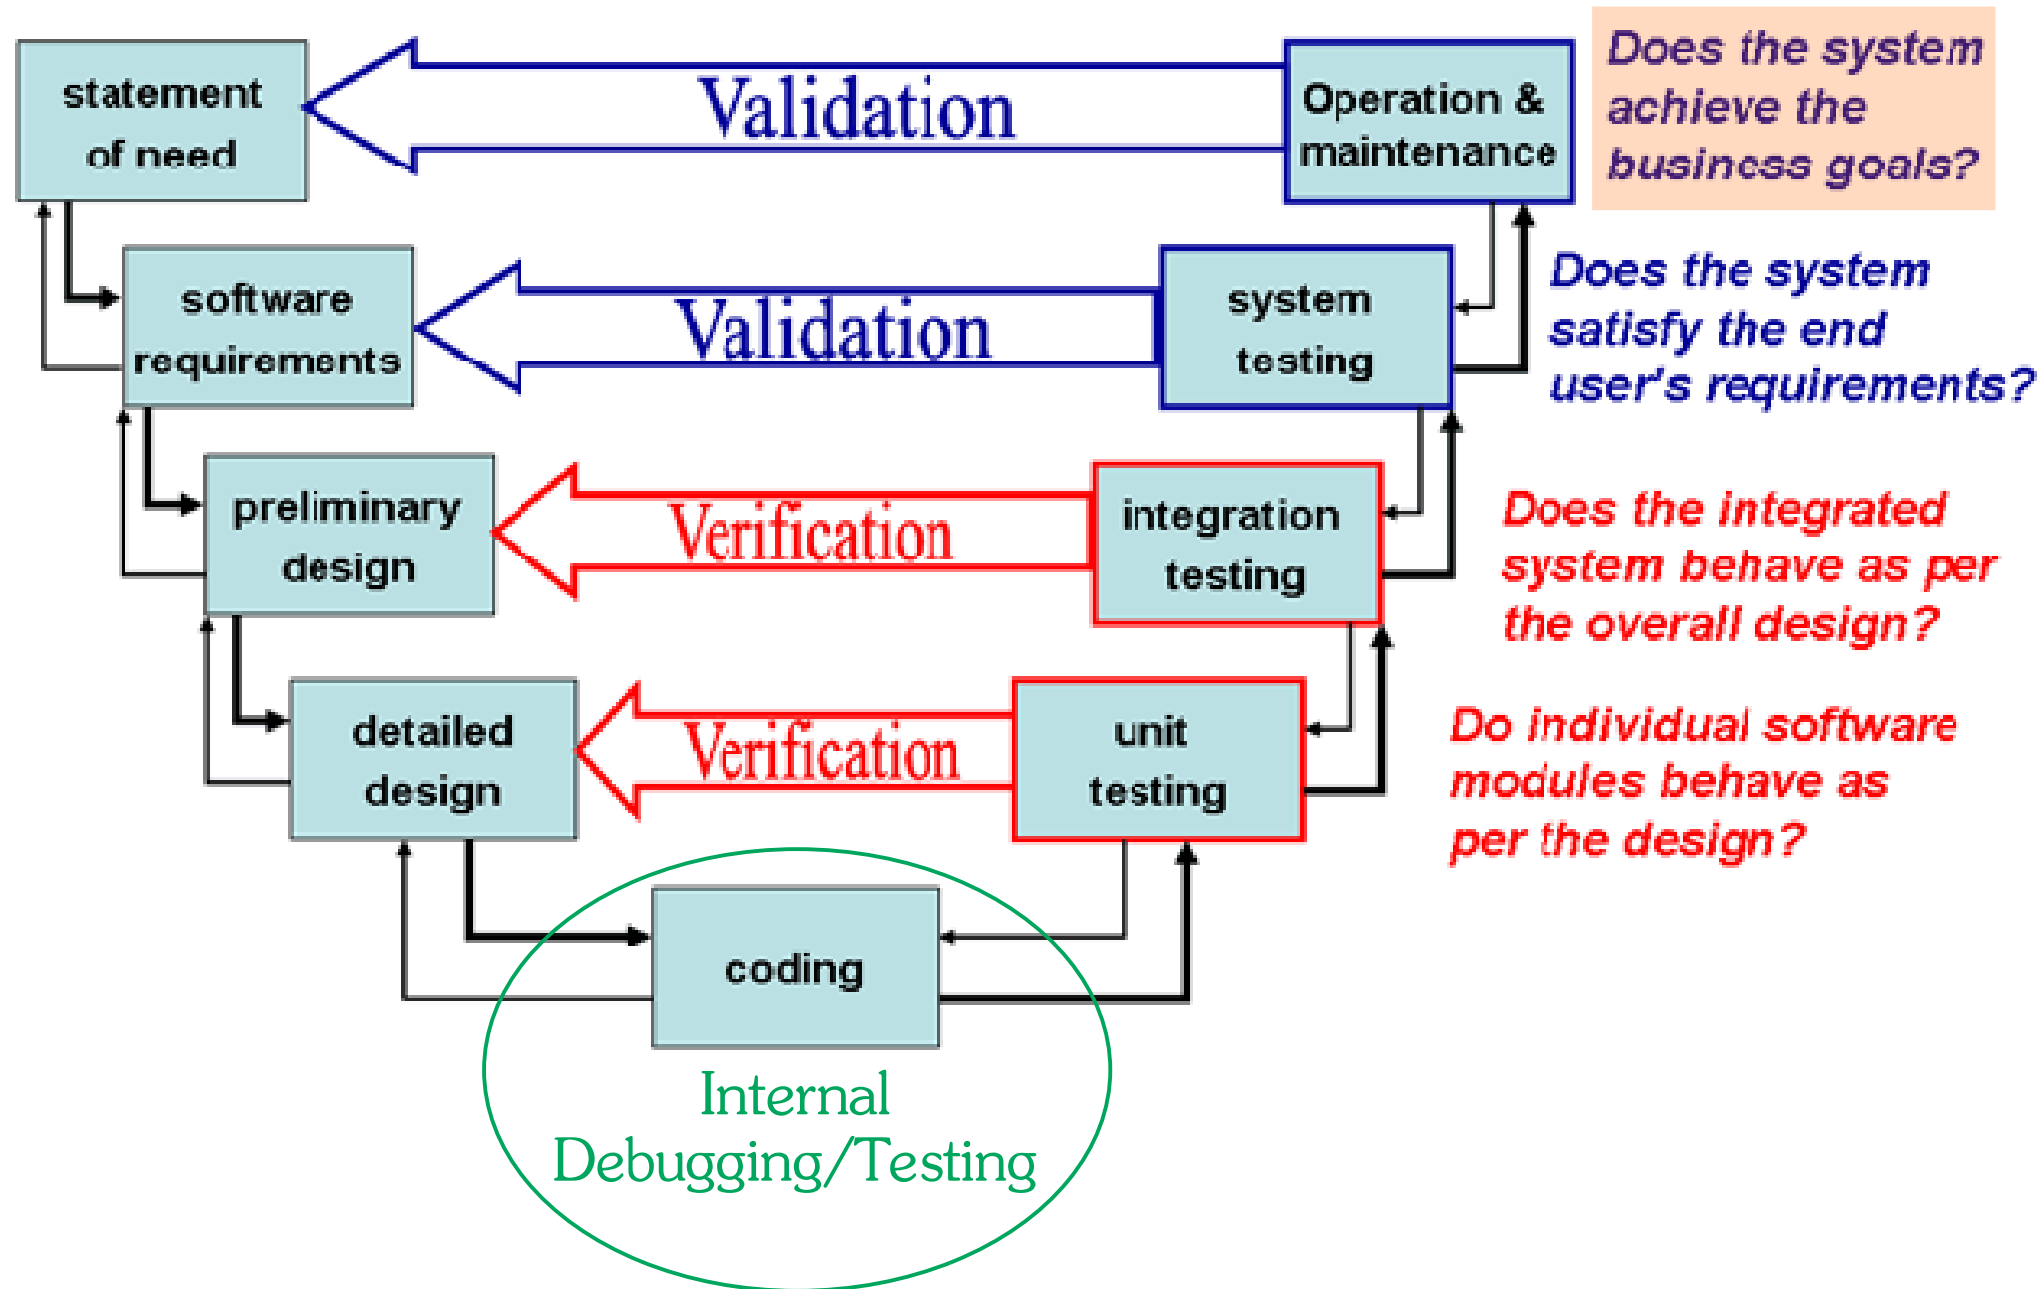 statement
of need
Validation
Operation &
maintenance
Does the system
achieve the
business goals?
software
requirements
Validation
system
testing
Does the system
satisfy the end
user's requirements?
preliminary
design
Verification
integration
testing
Does the integrated
system behave as per
the overall design?
detailed
design
Verification
unit
testing
Do individual software
modules behave as
per the design?
coding
Internal
Debugging/Testing